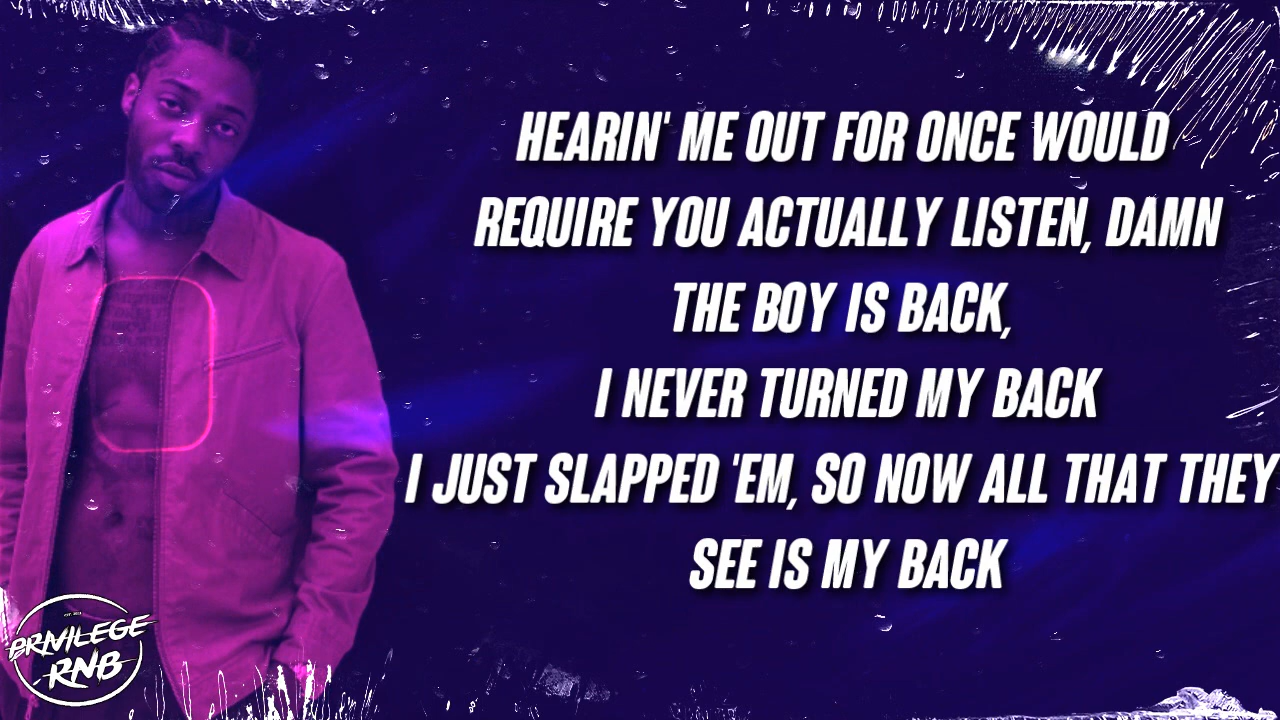 HEARIN' ME OUT FOR ONCE WOULD
REQUIRE YOU ACTUALLY LISTEN, DAMN
THE BOY IS BACK,
I NEVER TURNED MY BACK
I JUST SLAPPED 'EM, SO NOW ALL THAT THEY
SEE IS MY BACK
PRIVILEGE
RNB